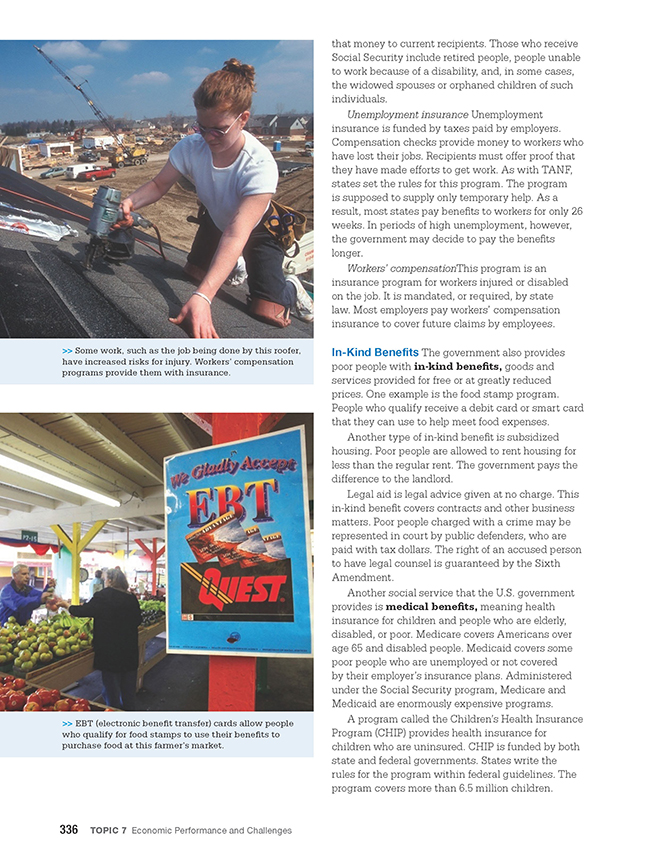 that money to current recipients. Those who receive
Social Security include retired people, people unable
to work because of a disability, and, in some cases,
the widowed spouses or orphaned children of such
individuals.
Unemployment insurance Unemployment
insurance is funded by taxes paid by employers.
Compensation checks provide money to workers who
have lost their jobs. Recipients must offer proof that
they have made efforts to get work. As with TANF,
states set the rules for this program. The program
is supposed to supply only temporary help. As a
result, most states pay benefits to workers for only 26
weeks. In periods of high unemployment, however,
the government may decide to pay the benefits
longer.
Workers' compensationThis program is an
insurance program for workers injured or disabled
on the job. It is mandated, or required, by state
law. Most employers pay workers' compensation
insurance to cover future claims by employees.
In-Kind Benefits The government also provides
poor people with in-kind benefits, goods and
services provided for free or at greatly reduced
prices. One example is the food stamp program.
People who qualify receive a debit card or smart card
that they can use to help meet food expenses.
Another type of in-kind benefit is subsidized
housing. Poor people are allowed to rent housing for
less than the regular rent. The government pays the
difference to the landlord.
Legal aid is legal advice given at no charge. This
in-kind benefit covers contracts and other business
matters. Poor people charged with a crime may be
represented in court by public defenders, who are
paid with tax dollars. The right of an accused person
to have legal counsel is guaranteed by the Sixth
Amendment.
Another social service that the U.S. government
provides is medical benefits, meaning health
insurance for children and people who are elderly,
disabled, or poor. Medicare covers Americans over
age 65 and disabled people. Medicaid covers some
poor people who are unemployed or not covered
by their employer's insurance plans. Administered
under the Social Security program, Medicare and
Medicaid are enormously expensive programs.
A program called the Children's Health Insurance
Program (CHIP) provides health insurance for
children who are uninsured. CHIP is funded by both
state and federal governments. States write the
rules for the program within federal guidelines. The
program covers more than 6.5 million children.
>> Some work, such as the job being done by this roofer,
have increased risks for injury. Workers' compensation
programs provide them with insurance.
We Gladly Accept
EBT
QUEST
>> EBT (electronic benefit transfer) cards allow people
who qualify for food stamps to use their benefits to
purchase food at this farmer's market.
336 TOPIC 7 Economic Performance and Challenges